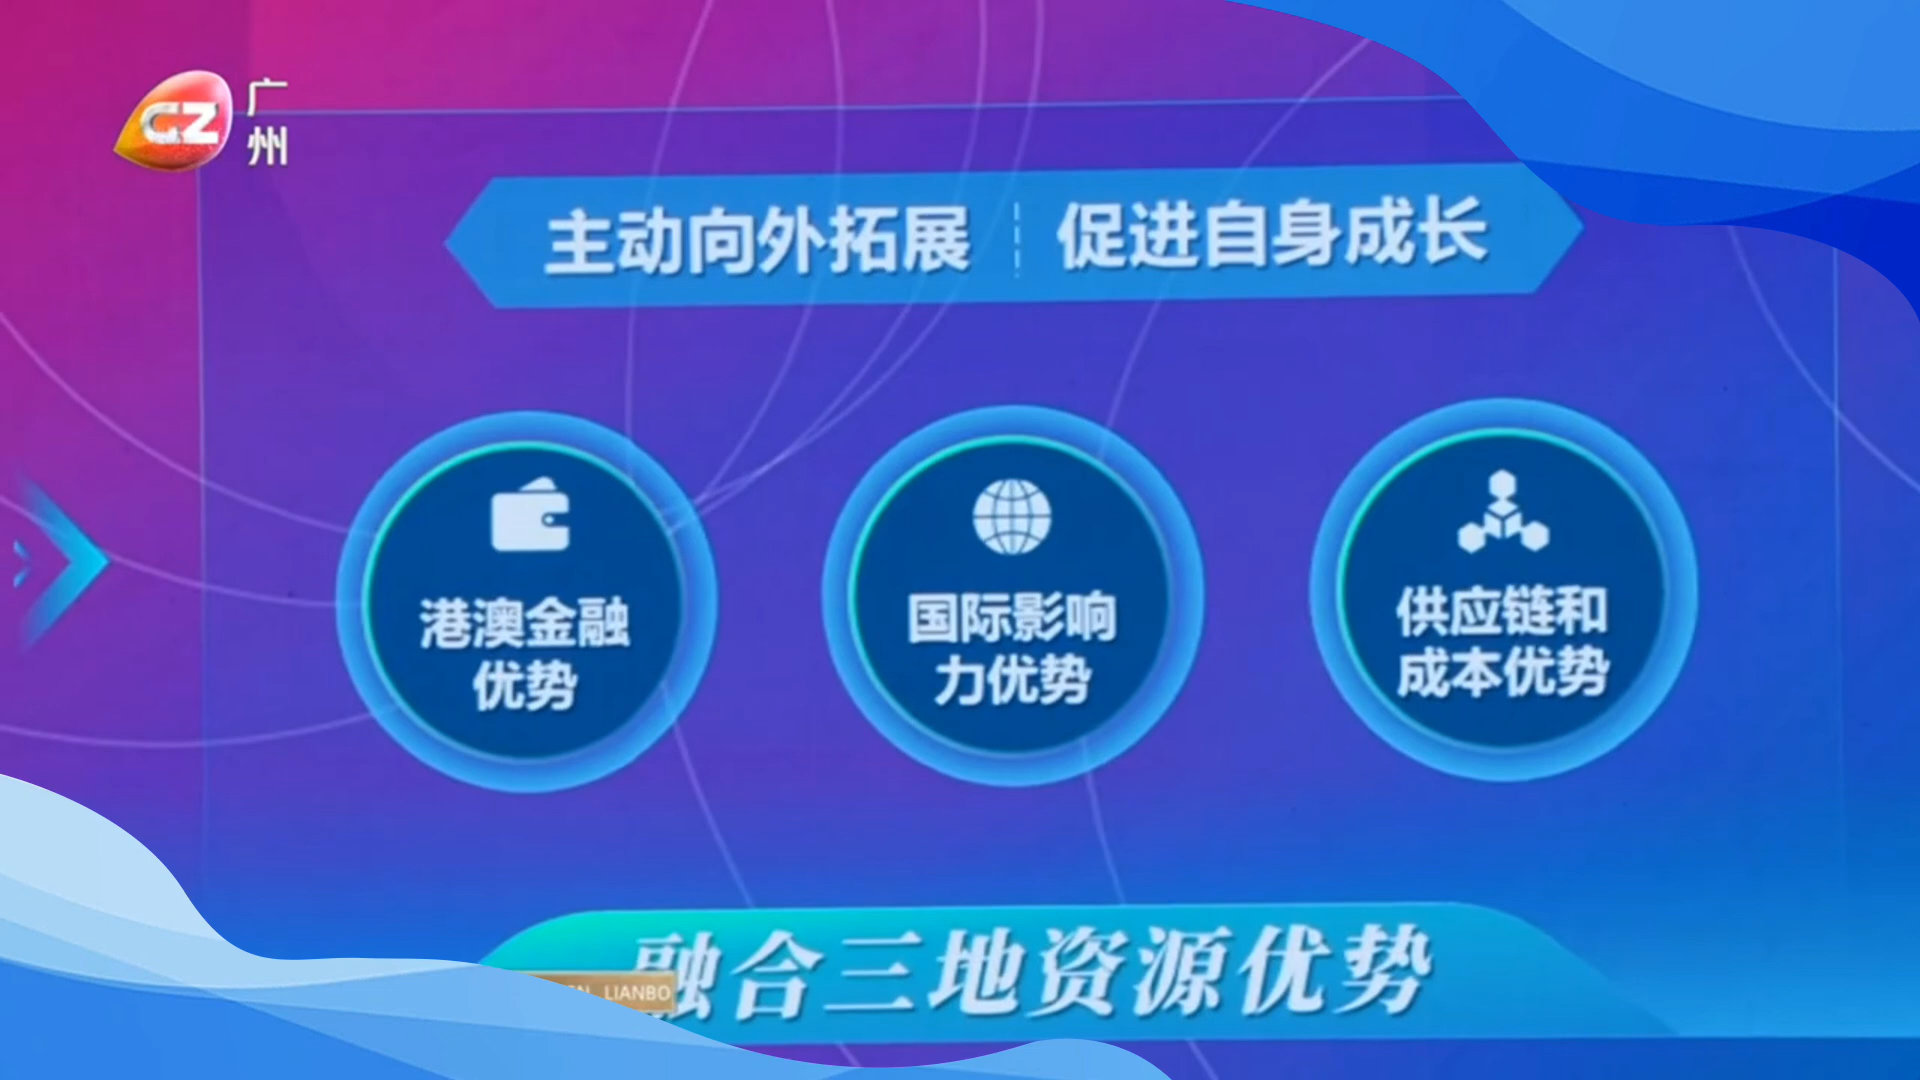 GZ
广
州
主动向外拓展 促进自身成长
港澳金融
优势
国际影响
力优势
供应链和
成本优势
融合三地资源优势
LIANBO